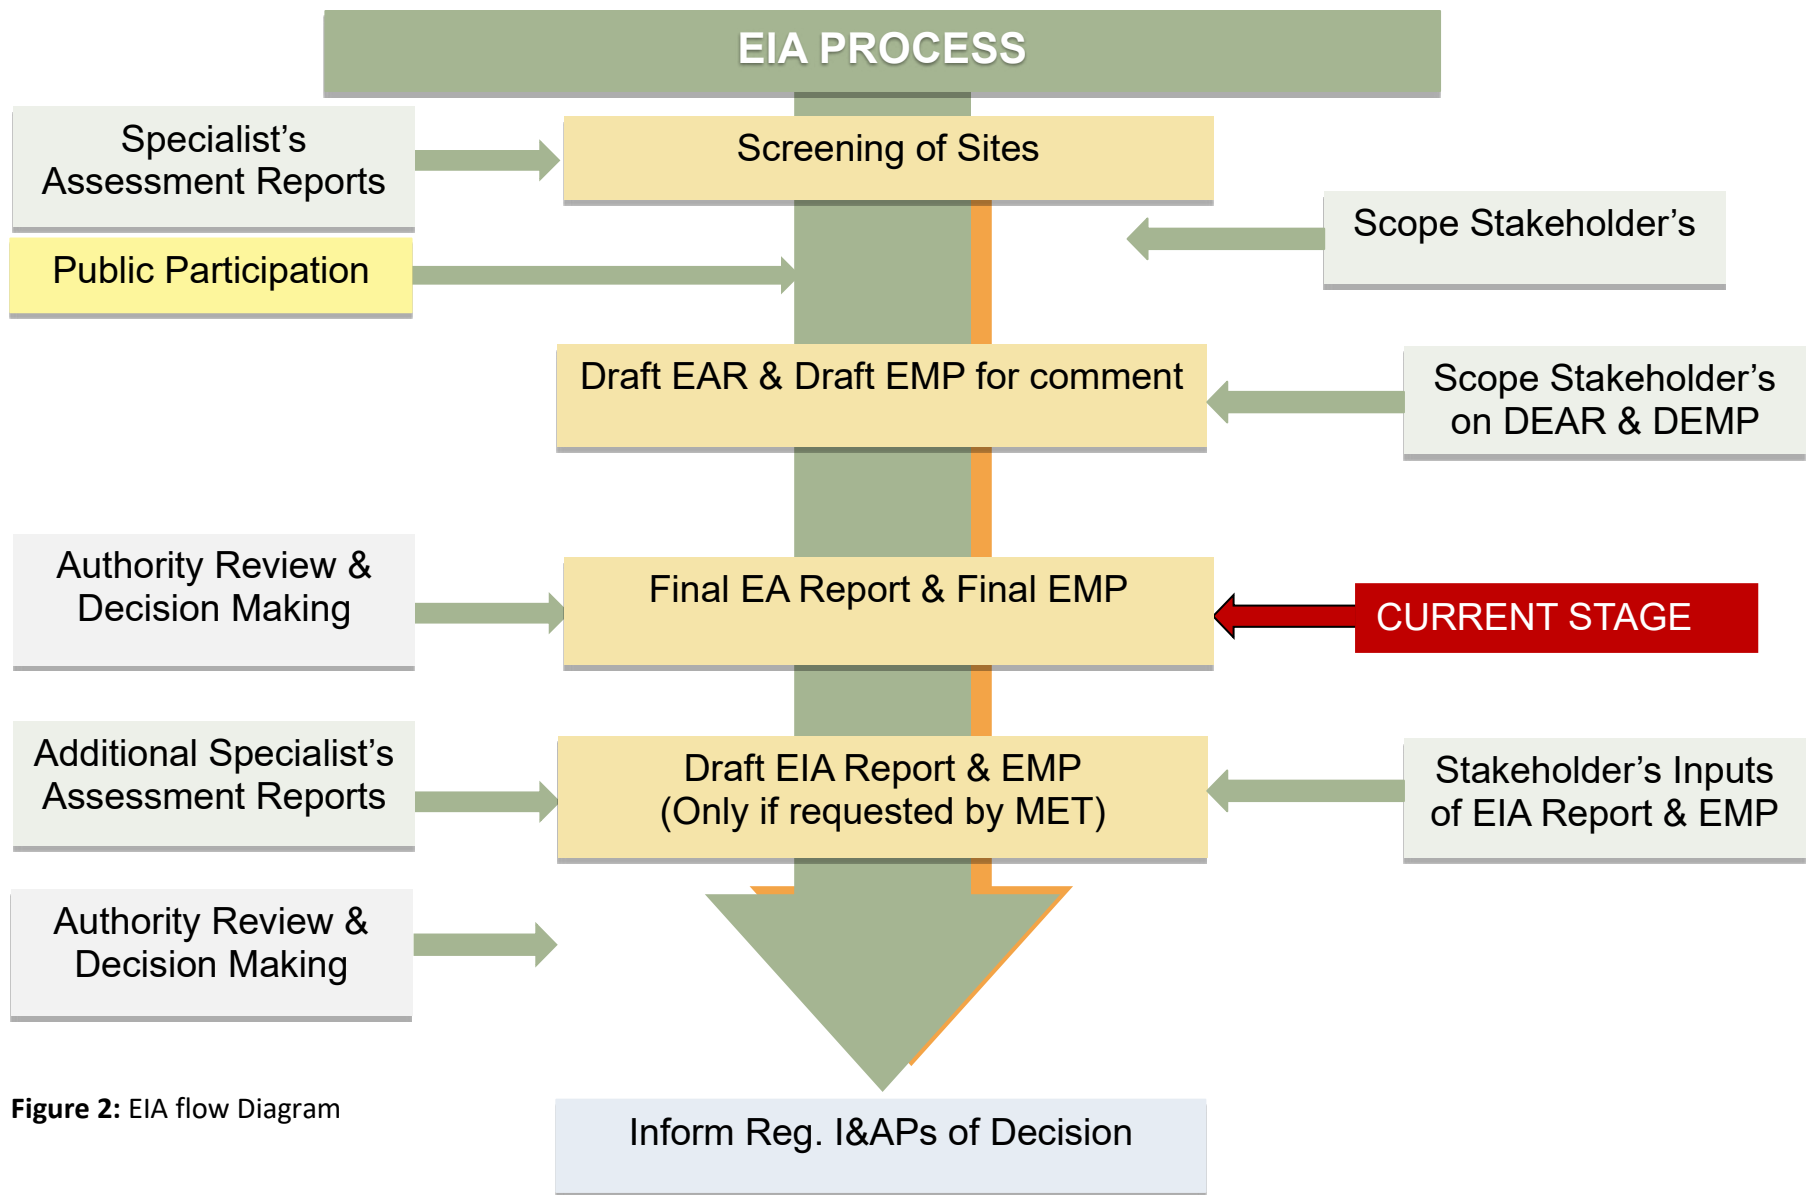 EIA PROCESS
Specialist’s
Assessment Reports
Screening of Sites
Scope Stakeholder’s
Public Participation
Draft EAR & Draft EMP for comment
Scope Stakeholder’s
on DEAR & DEMP
Authority Review &
Decision Making
Final EA Report & Final EMP
CURRENT STAGE
Additional Specialist’s
Assessment Reports
Draft EIA Report & EMP
(Only if requested by MET)
Stakeholder’s Inputs
of EIA Report & EMP
Authority Review &
Decision Making
Figure 2: EIA flow Diagram
Inform Reg. I&APs of Decision